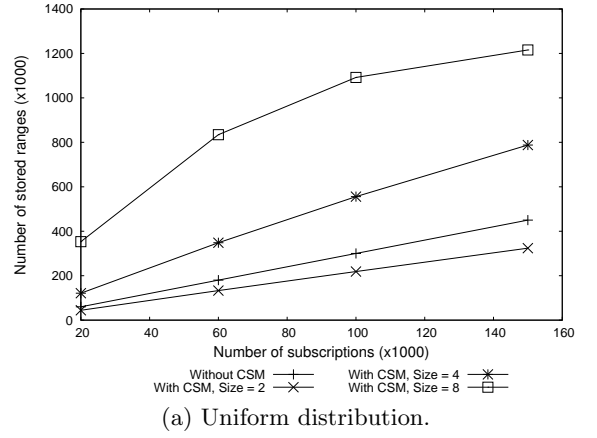 1400
1200
1000
800
600
400
200
0
Number of stored ranges (x1000)
20 40 60 80 100 120 140 160
Number of subscriptions (x1000)
Without CSM With CSM, Size = 4
With CSM, Size = 2 With CSM, Size = 8
(a) Uniform distribution.